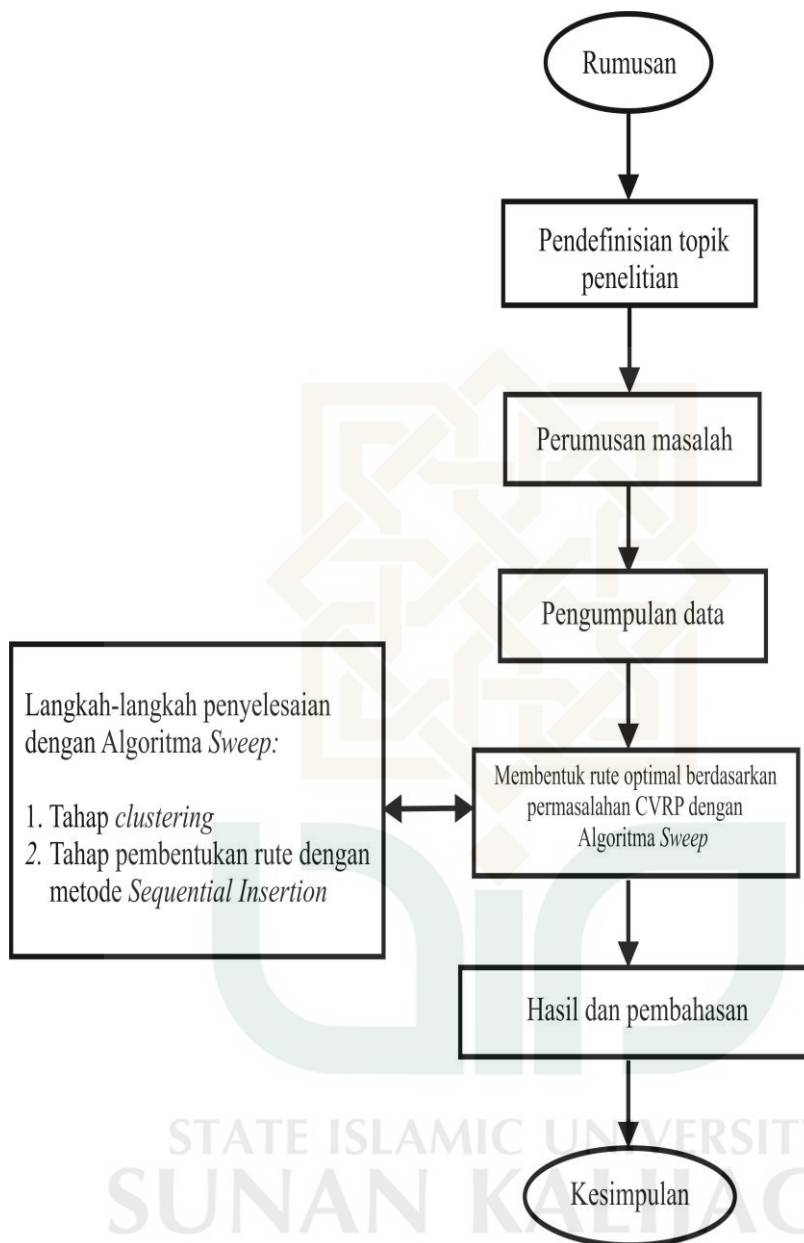 Rumusan
Pendefinisian topik
penelitian
Perumusan masalah
Pengumpulan data
Langkah-langkah penyelesaian
dengan Algoritma Sweep:
1. Tahap clustering
2. Tahap pembentukan rute dengan
metode Sequential Insertion
Membentuk rute optimal berdasarkan
permasalahan CVRP dengan
Algoritma Sweep
Hasil dan pembahasan
Kesimpulan
STATE ISLAMIC UNIVERSITY
SUNAN KALIJAG